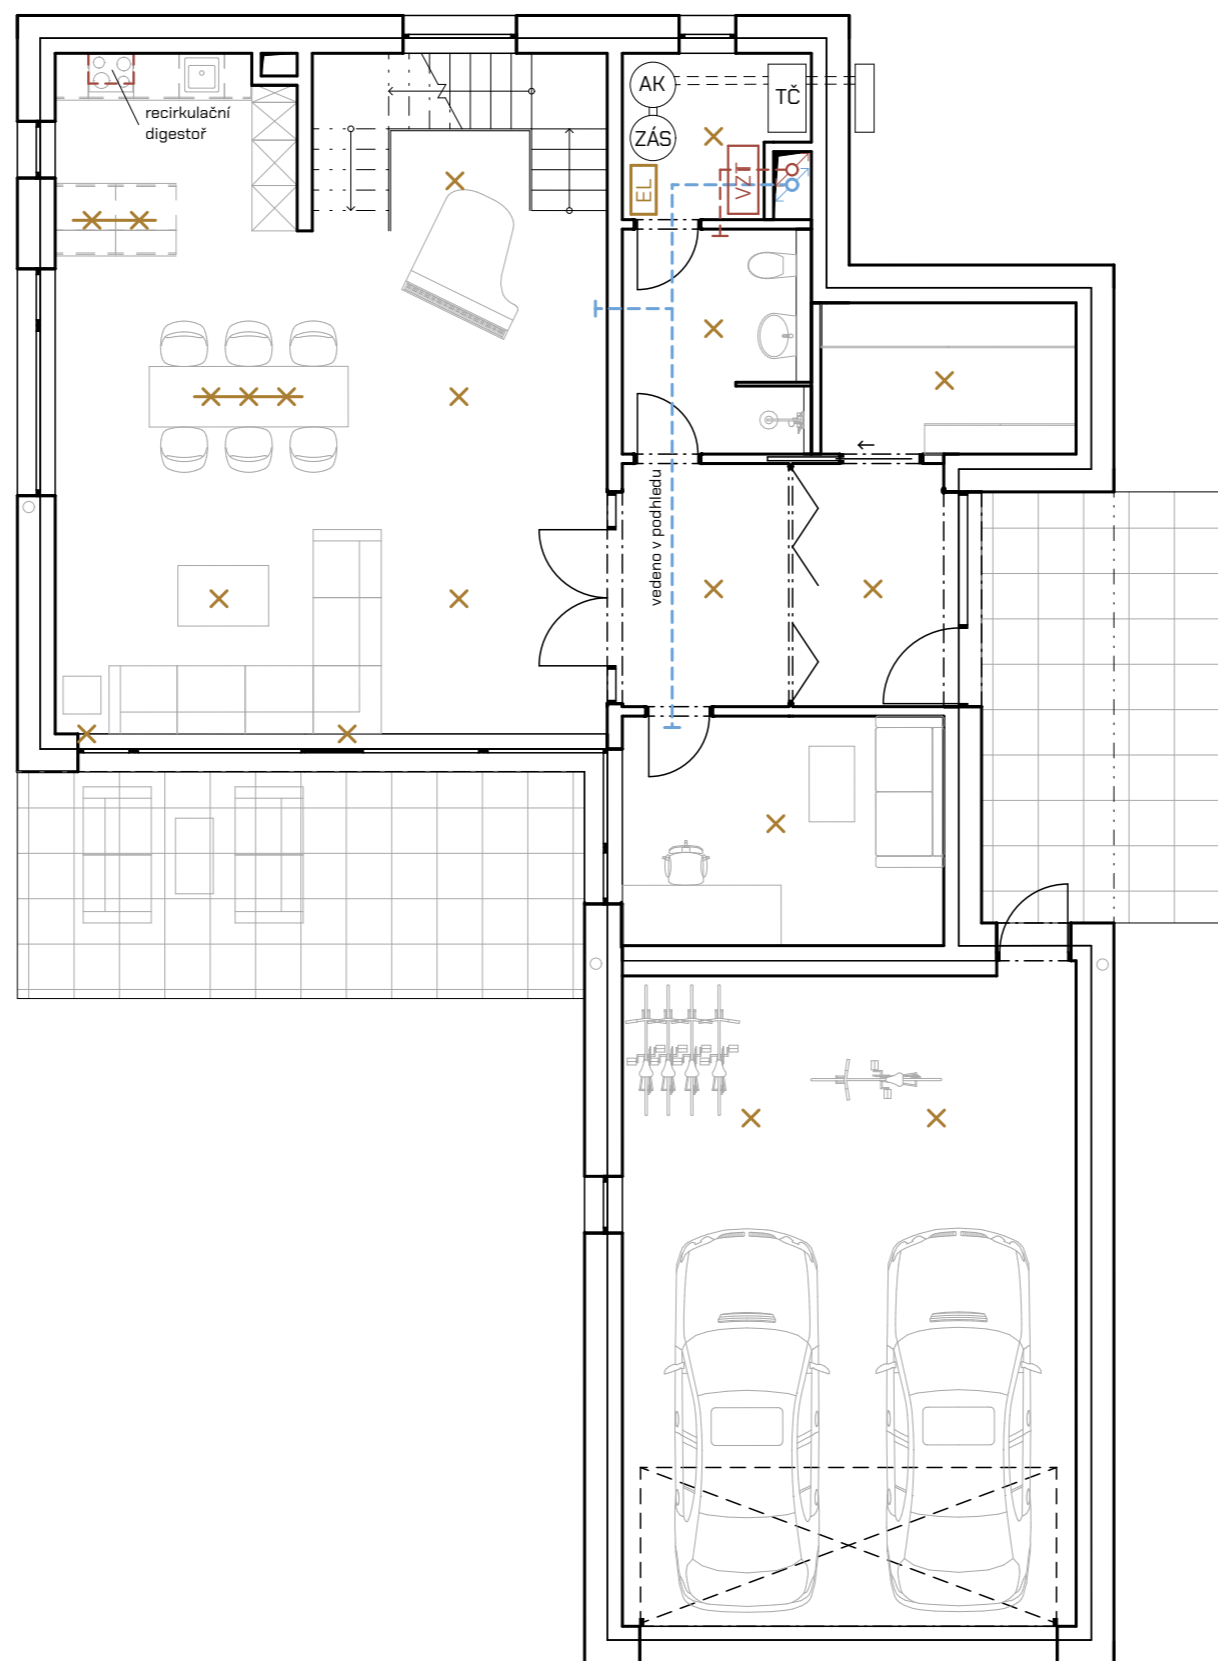 recirkulační
digestoř
AK
TČ
ZÁS
EL
VZT
vedeno v podhledu